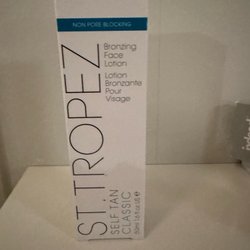 NON PORE BLOCKING
Bronzing
Face
Lotion
Lotion
Bronzante
Pour
Visage
ST.TROPEZ
SELF TAN
CLASSIC